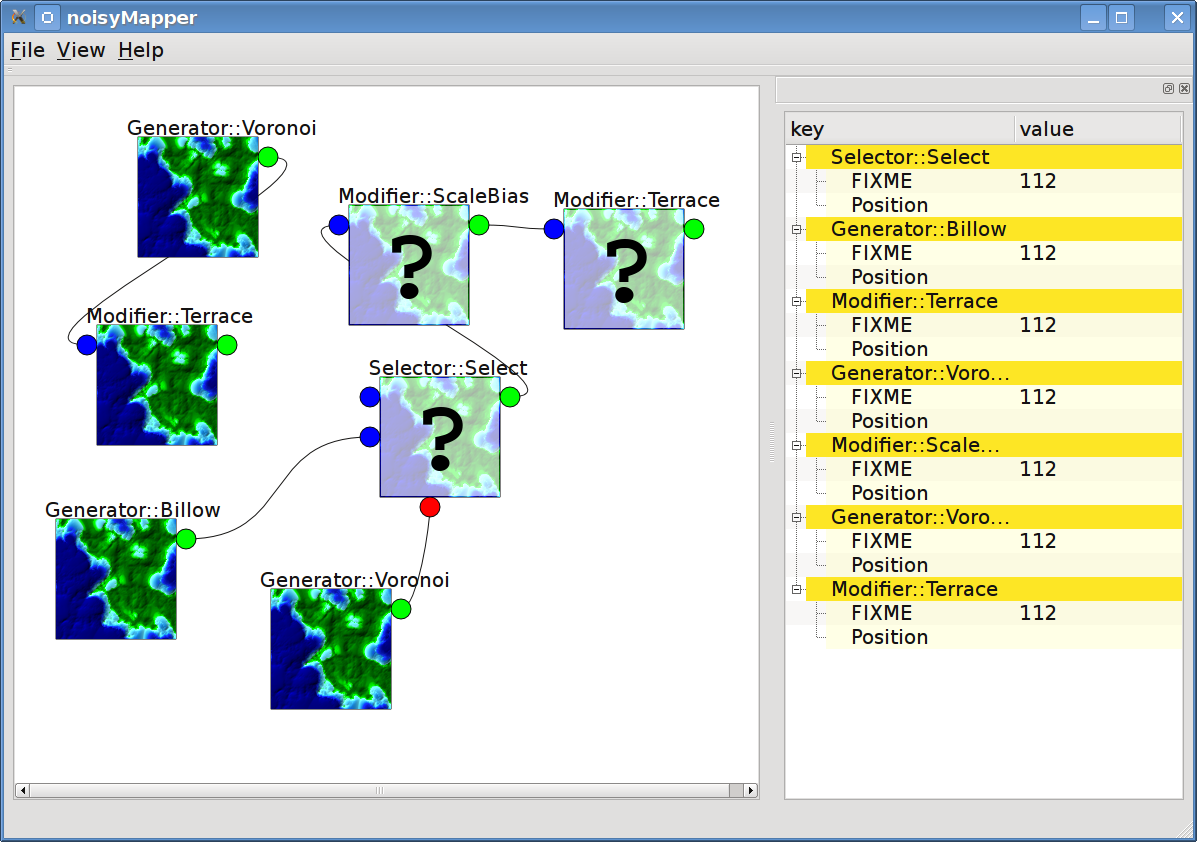 noisyMapper
File View Help
Generator::Voronoi
Modifier::ScaleBias
Modifier::Terrace
?
?
Modifier::Terrace
Selector::Select
?
Generator::Billow
Generator::Voronoi
key value
Selector::Select
FIXME 112
Position
Generator::Billow
FIXME 112
Position
Modifier::Terrace
FIXME 112
Position
Generator::Voro...
FIXME 112
Position
Modifier::Scale...
FIXME 112
Position
Generator::Voro...
FIXME 112
Position
Modifier::Terrace
FIXME 112
Position